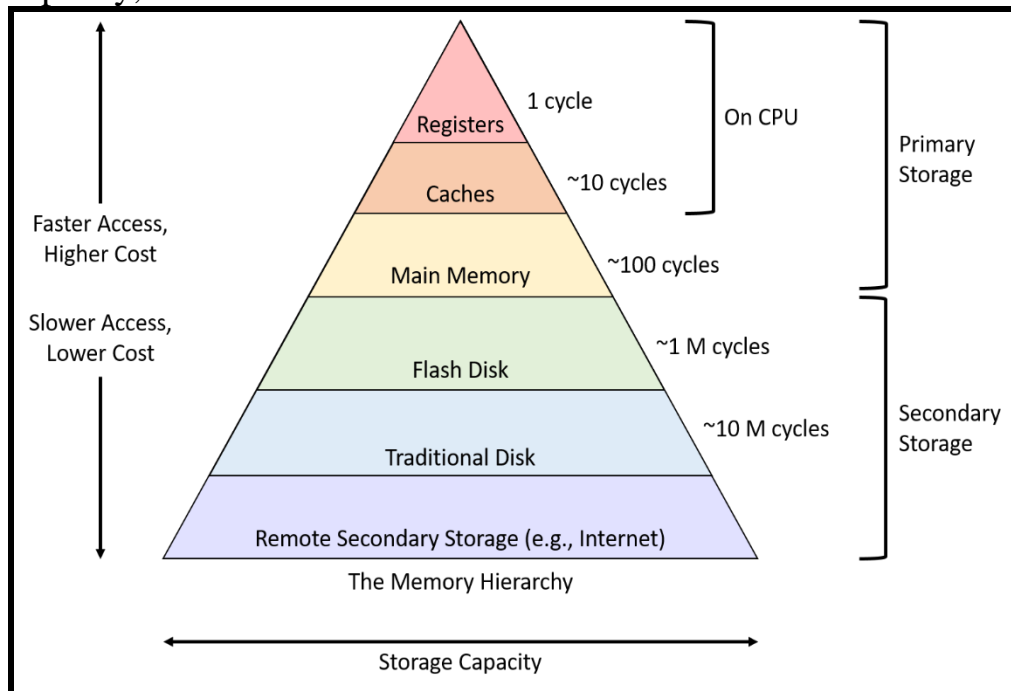 1 cycle
Registers
On CPU
Primary
Storage
~10 cycles
Caches
Faster Access,
Higher Cost
~100 cycles
Main Memory
Slower Access,
Lower Cost
~1 M cycles
Flash Disk
~10 M cycles
Secondary
Storage
Traditional Disk
Remote Secondary Storage (e.g., Internet)
The Memory Hierarchy
Storage Capacity